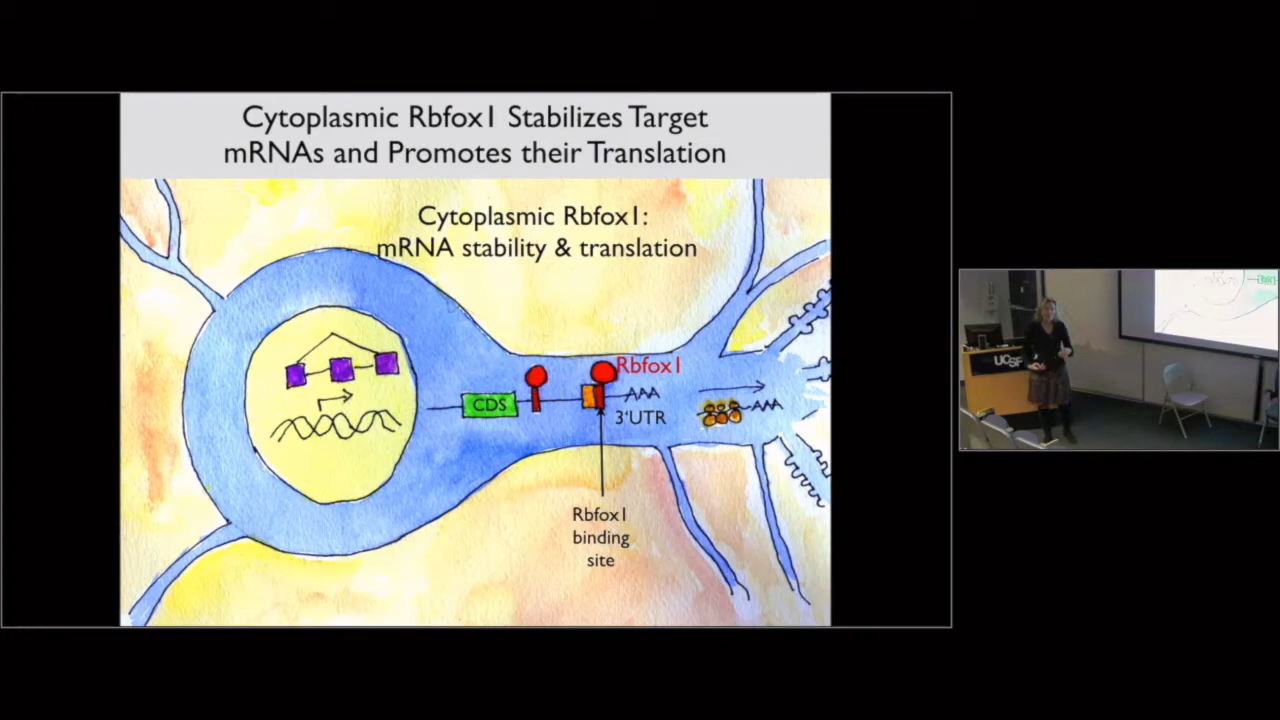 Cytoplasmic Rbfox1 Stabilizes Target
mRNAs and Promotes their Translation
Cytoplasmic Rbfox1:
mRNA stability & translation
Rbfox1
CDS
AAA
3'UTR
AAA
Rbfox1
binding
site
UCSF